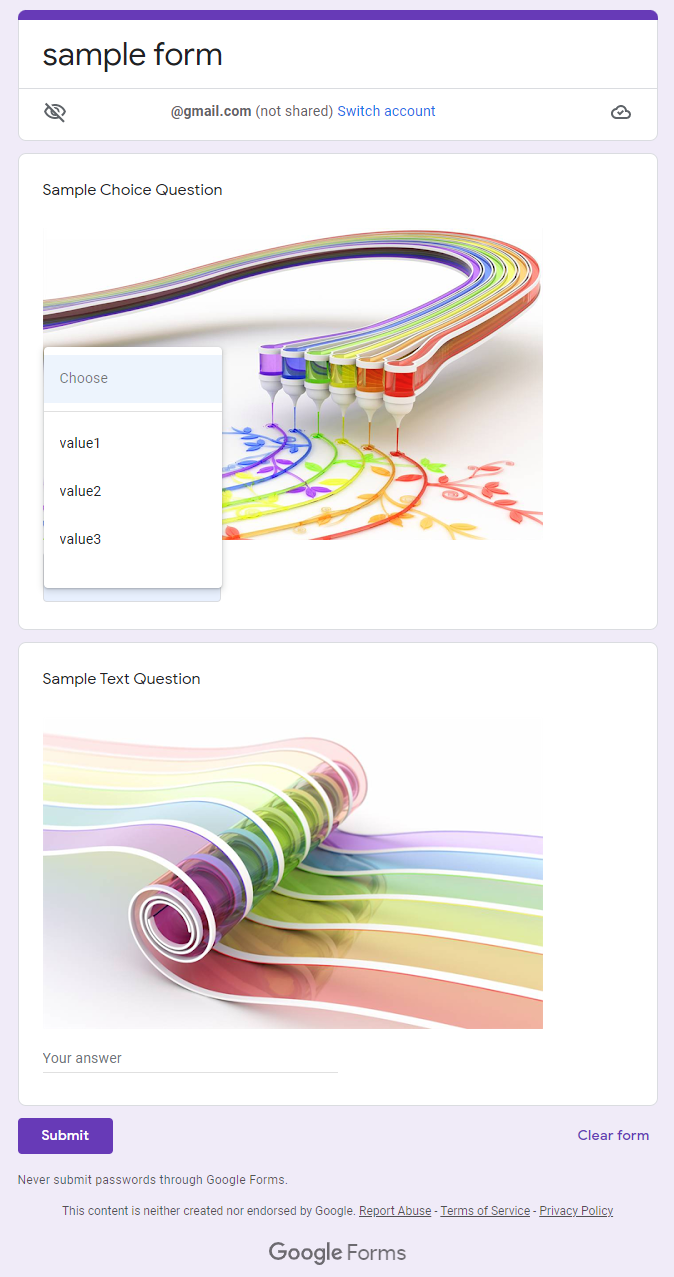 sample form
@gmail.com (not shared) Switch account
Sample Choice Question
Choose
value1
value2
value3
Sample Text Question
Your answer
Submit
Clear form
Never submit passwords through Google Forms.
This content is neither created nor endorsed by Google. Report Abuse - Terms of Service - Privacy Policy
Google Forms